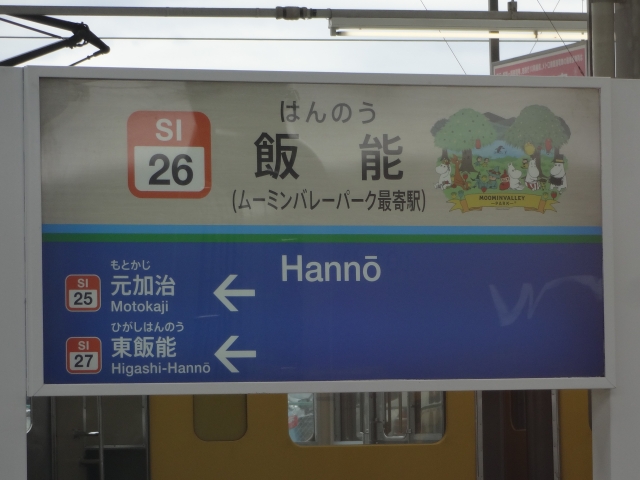 はんのう
SI
26
飯能
(ムーミンバレーパーク最寄駅)
MOOMINVALLEY
Hannō
もとかじ
SI
25
元加治
Motokaji
ひがしはんのう
SI
27
東飯能
Higashi-Hannō